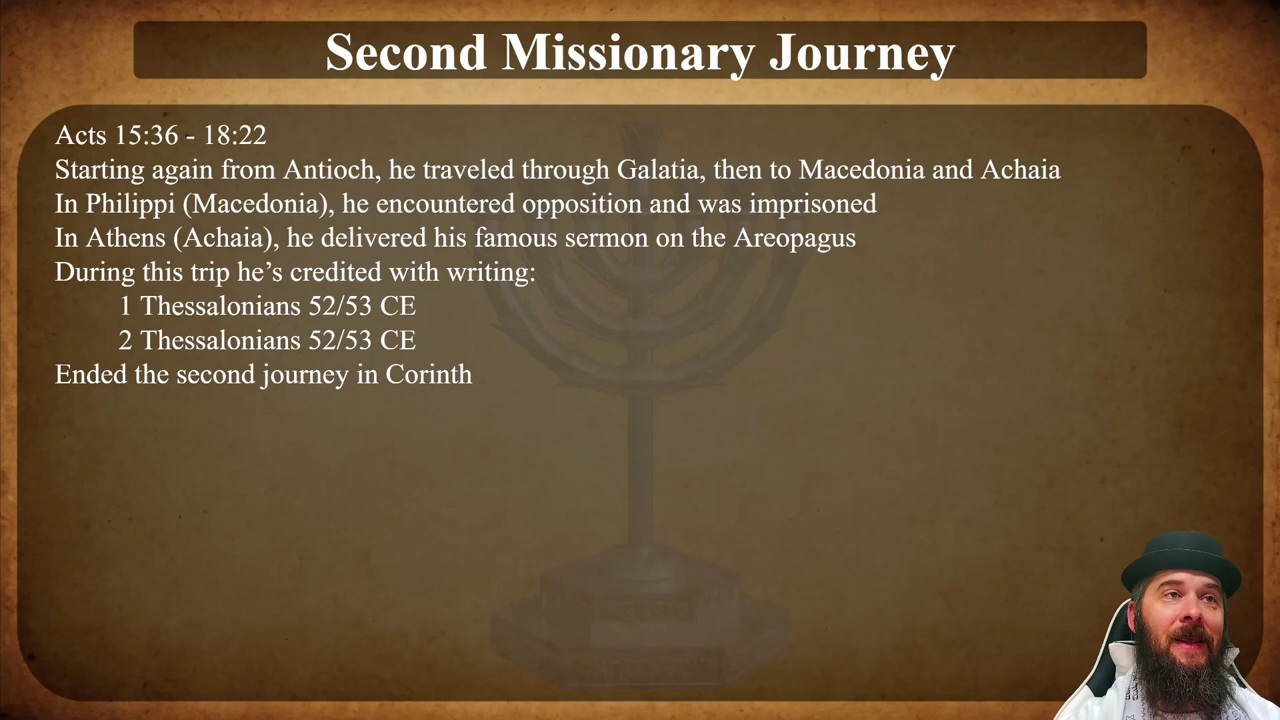 Second Missionary Journey
Acts 15:36 - 18:22
Starting again from Antioch, he traveled through Galatia, then to Macedonia and Achaia
In Philippi (Macedonia), he encountered opposition and was imprisoned
In Athens (Achaia), he delivered his famous sermon on the Areopagus
During this trip he’s credited with writing:
1 Thessalonians 52/53 CE
2 Thessalonians 52/53 CE
Ended the second journey in Corinth